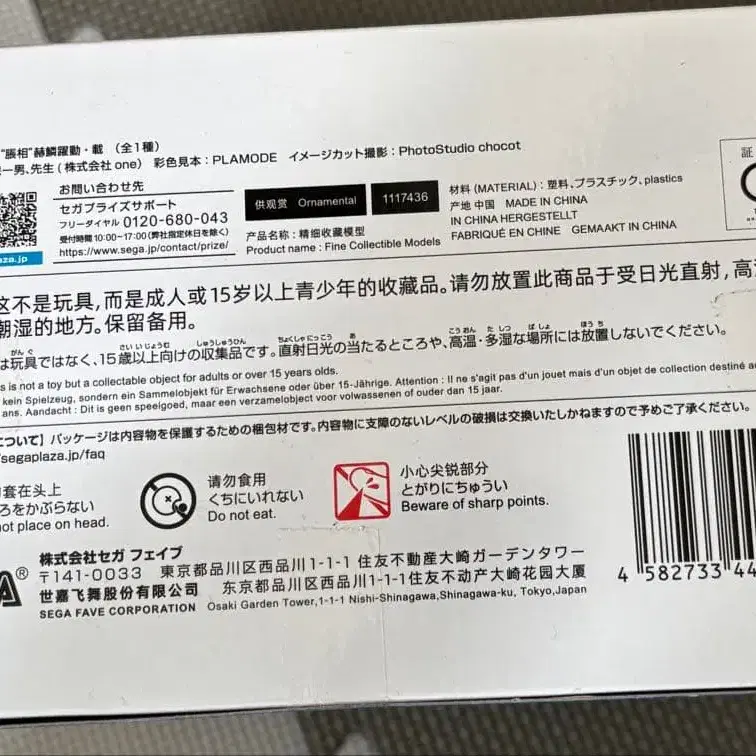 “脹相”赫鱗躍動・載 (全1種)
一男.先生(株式会社 one) 彩色見本:PLAMODE イメージカット撮影:PhotoStudio chocot
お問い合わせ先
セガプライズサポート
フリーダイヤル 0120-680-043
受付時間 10:00~17:00(弊社指定休日を除く)
https://www.sega.jp/contact/prize/
aza.jp
供观赏 Ornamental 1117436
产品名称:精细收藏模型
Product name : Fine Collectible Models
材料(MATERIAL):塑料、プラスチック、plastics
产地 中国 MADE IN CHINA
IN CHINA HERGESTELLT
FABRIQUÉ EN CHINE GEMAAKT IN CHINA
証
这不是玩具,而是成人或15岁以上青少年的收藏品。请勿放置此商品于受日光直射,高温
潮湿的地方。保留备用。
は玩具ではなく、15歳以上向けの収集品です。直射日光の当たるところや、高温・多湿な場所には放置しないでください。
s is not a toy but a collectable object for adults or over 15 years olds.
kein Spielzeug, sondern ein Sammelobjekt für Erwachsene oder über 15-Jährige. Attention : Il ne s'agit pas d'un jouet mais d'un objet de collection destiné
ans. Aandacht : Dit is geen speelgoed, maar een verzamelobject voor volwassenen of ouder dan 15 jaar.
について】パッケージは内容物を保護するための梱包材です。内容物に支障のないレベルの破損は交換いたしかねますので予めご了承ください。
/segaplaza.jp/faq
套在头上
ろをかぶらない
not place on head.
请勿食用
くちにいれない
Do not eat.
小心尖锐部分
とがりにちゅうい
Beware of sharp points.
A®
株式会社セガ フェイブ
〒141-0033 東京都品川区西品川1-1-1 住友不動産大崎ガーデンタワー
世嘉飞舞股份有限公司 东京都品川区西品川1-1-1住友不动产大崎花园大厦
SEGA FAVE CORPORATION Osaki Garden Tower,1-1-1 Nishi-Shinagawa,Shinagawa-ku, Tokyo,Japan
4 582733 44